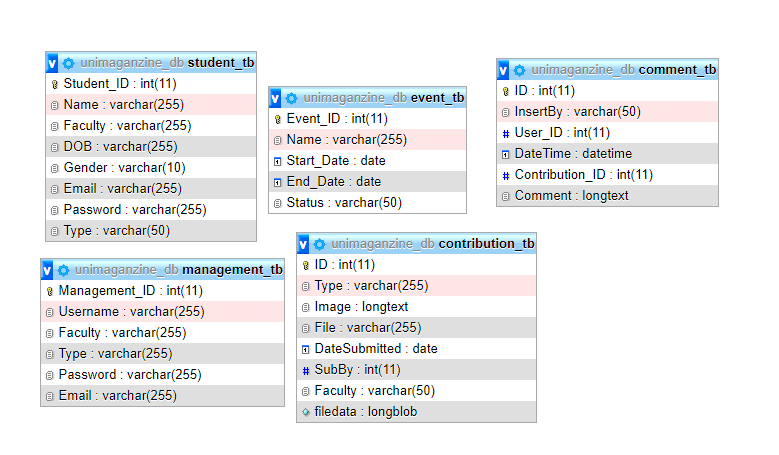 v unimaganzine_db student_tb
Student_ID : int(11)
Name : varchar(255)
Faculty : varchar(255)
DOB : varchar(255)
Gender : varchar(10)
Email : varchar(255)
Password : varchar(255)
Type : varchar(50)
v unimaganzine_db event_tb
Event_ID : int(11)
Name : varchar(255)
Start_Date : date
End_Date : date
Status : varchar(50)
v unimaganzine_db comment_tb
ID : int(11)
InsertBy : varchar(50)
# User_ID : int(11)
DateTime : datetime
# Contribution_ID : int(11)
Comment : longtext
v unimaganzine_db management_tb
Management_ID : int(11)
Username : varchar(255)
Faculty : varchar(255)
Type : varchar(255)
Password : varchar(255)
Email : varchar(255)
v unimaganzine_db contribution_tb
ID : int(11)
Type : varchar(255)
Image : longtext
File : varchar(255)
DateSubmitted : date
# SubBy : int(11)
Faculty : varchar(50)
filedata : longblob